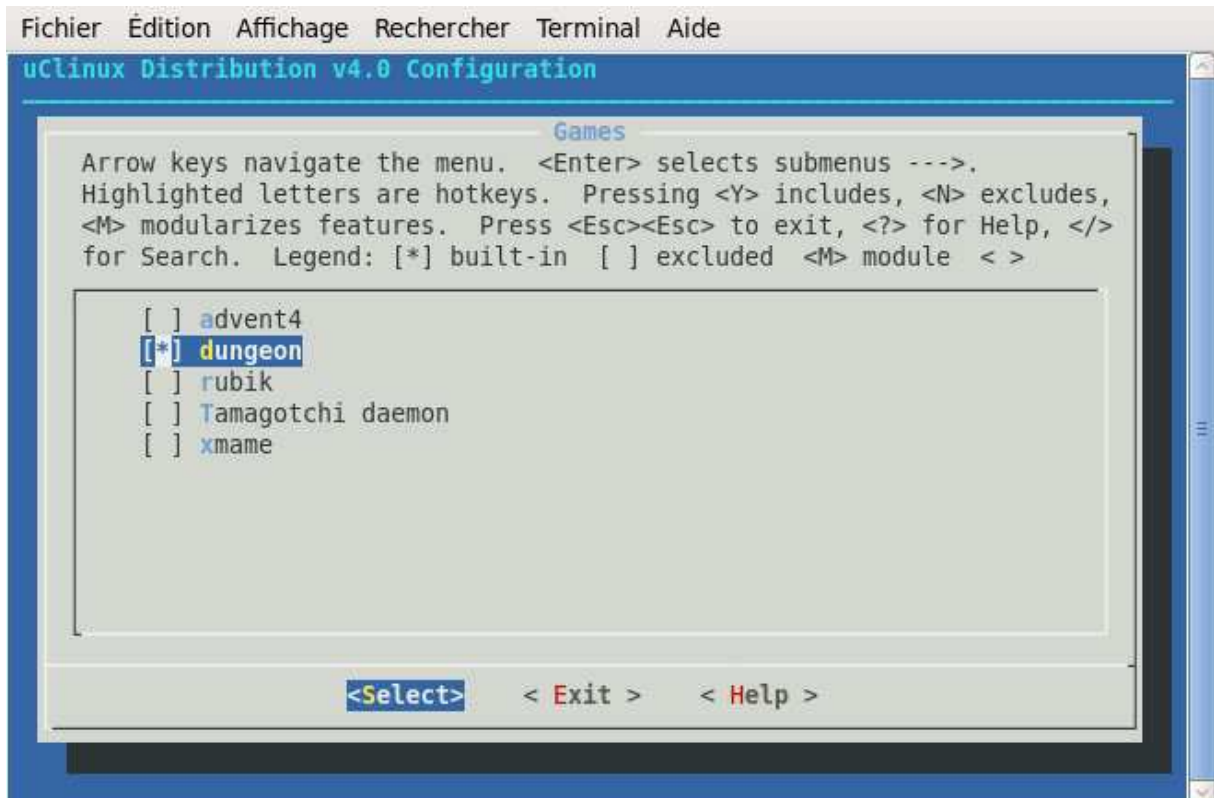 Fichier Édition Affichage Rechercher Terminal Aide
uClinux Distribution v4.0 Configuration
Games
Arrow keys navigate the menu. <Enter> selects submenus --->.
Highlighted letters are hotkeys. Pressing <Y> includes, <N> excludes,
<M> modularizes features. Press <Esc><Esc> to exit, <?> for Help, </>
for Search. Legend: [*] built-in [ ] excluded <M> module < >
[ ] advent4
[*] dungeon
[ ] rubik
[ ] Tamagotchi daemon
[ ] xmame
<Select> < Exit > < Help >